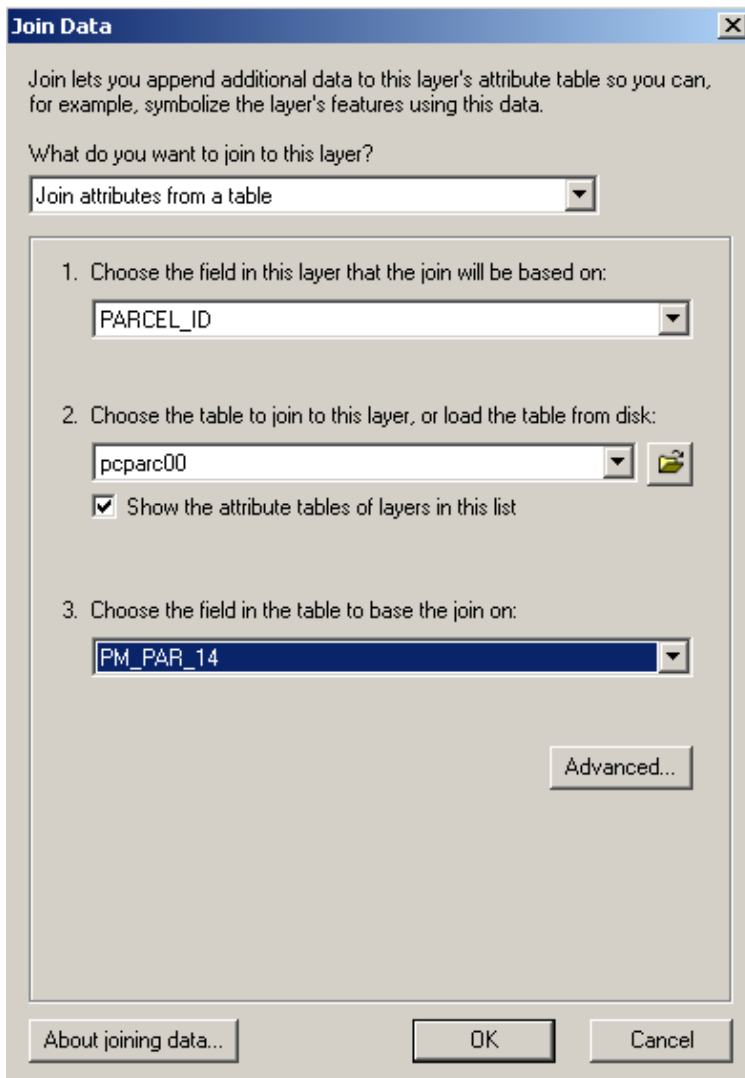 Join Data
Join lets you append additional data to this layer's attribute table so you can,
for example, symbolize the layer's features using this data.
What do you want to join to this layer?
Join attributes from a table
1. Choose the field in this layer that the join will be based on:
PARCEL_ID
2. Choose the table to join to this layer, or load the table from disk:
pcparc00
Show the attribute tables of layers in this list
3. Choose the field in the table to base the join on:
PM_PAR_14
Advanced...
About joining data...
OK
Cancel